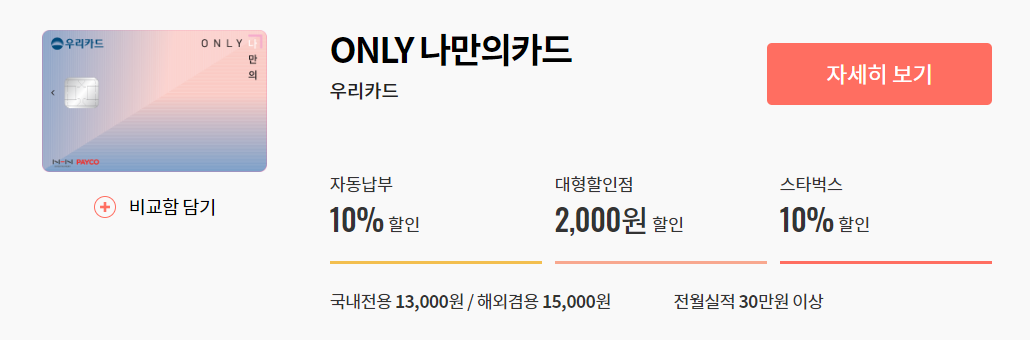 우리카드
ONLY 나
만
의
PAYCO
비교함 담기
ONLY 나만의카드
우리카드
자세히 보기
자동납부
10% 할인
대형할인점
2,000원 할인
스타벅스
10% 할인
국내전용 13,000원 / 해외겸용 15,000원
전월실적 30만원 이상